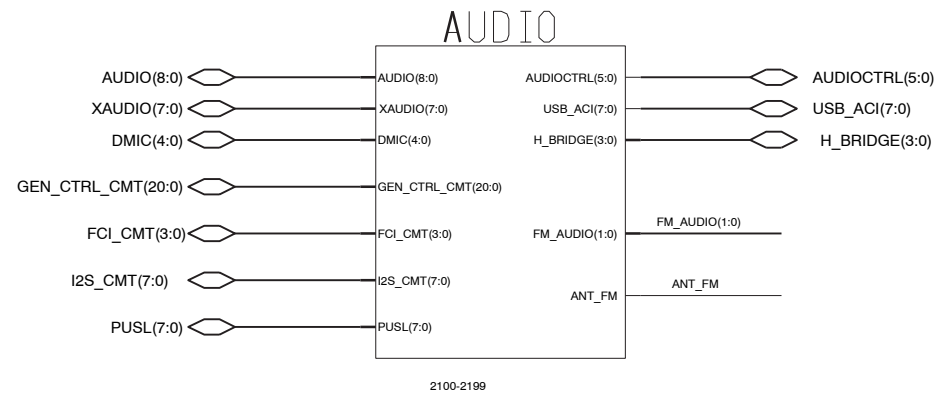 AUDIO
AUDIO(8:0) AUDIO(8:0) AUDIOCTRL(5:0) AUDIOCTRL(5:0)
XAUDIO(7:0) XAUDIO(7:0) USB_ACI(7:0) USB_ACI(7:0)
DMIC(4:0) DMIC(4:0) H_BRIDGE(3:0) H_BRIDGE(3:0)
GEN_CTRL_CMT(20:0) GEN_CTRL_CMT(20:0)
FCI_CMT(3:0) FCI_CMT(3:0) FM_AUDIO(1:0) FM_AUDIO(1:0)
I2S_CMT(7:0) I2S_CMT(7:0) ANT_FM ANT_FM
PUSL(7:0) PUSL(7:0)
2100-2199